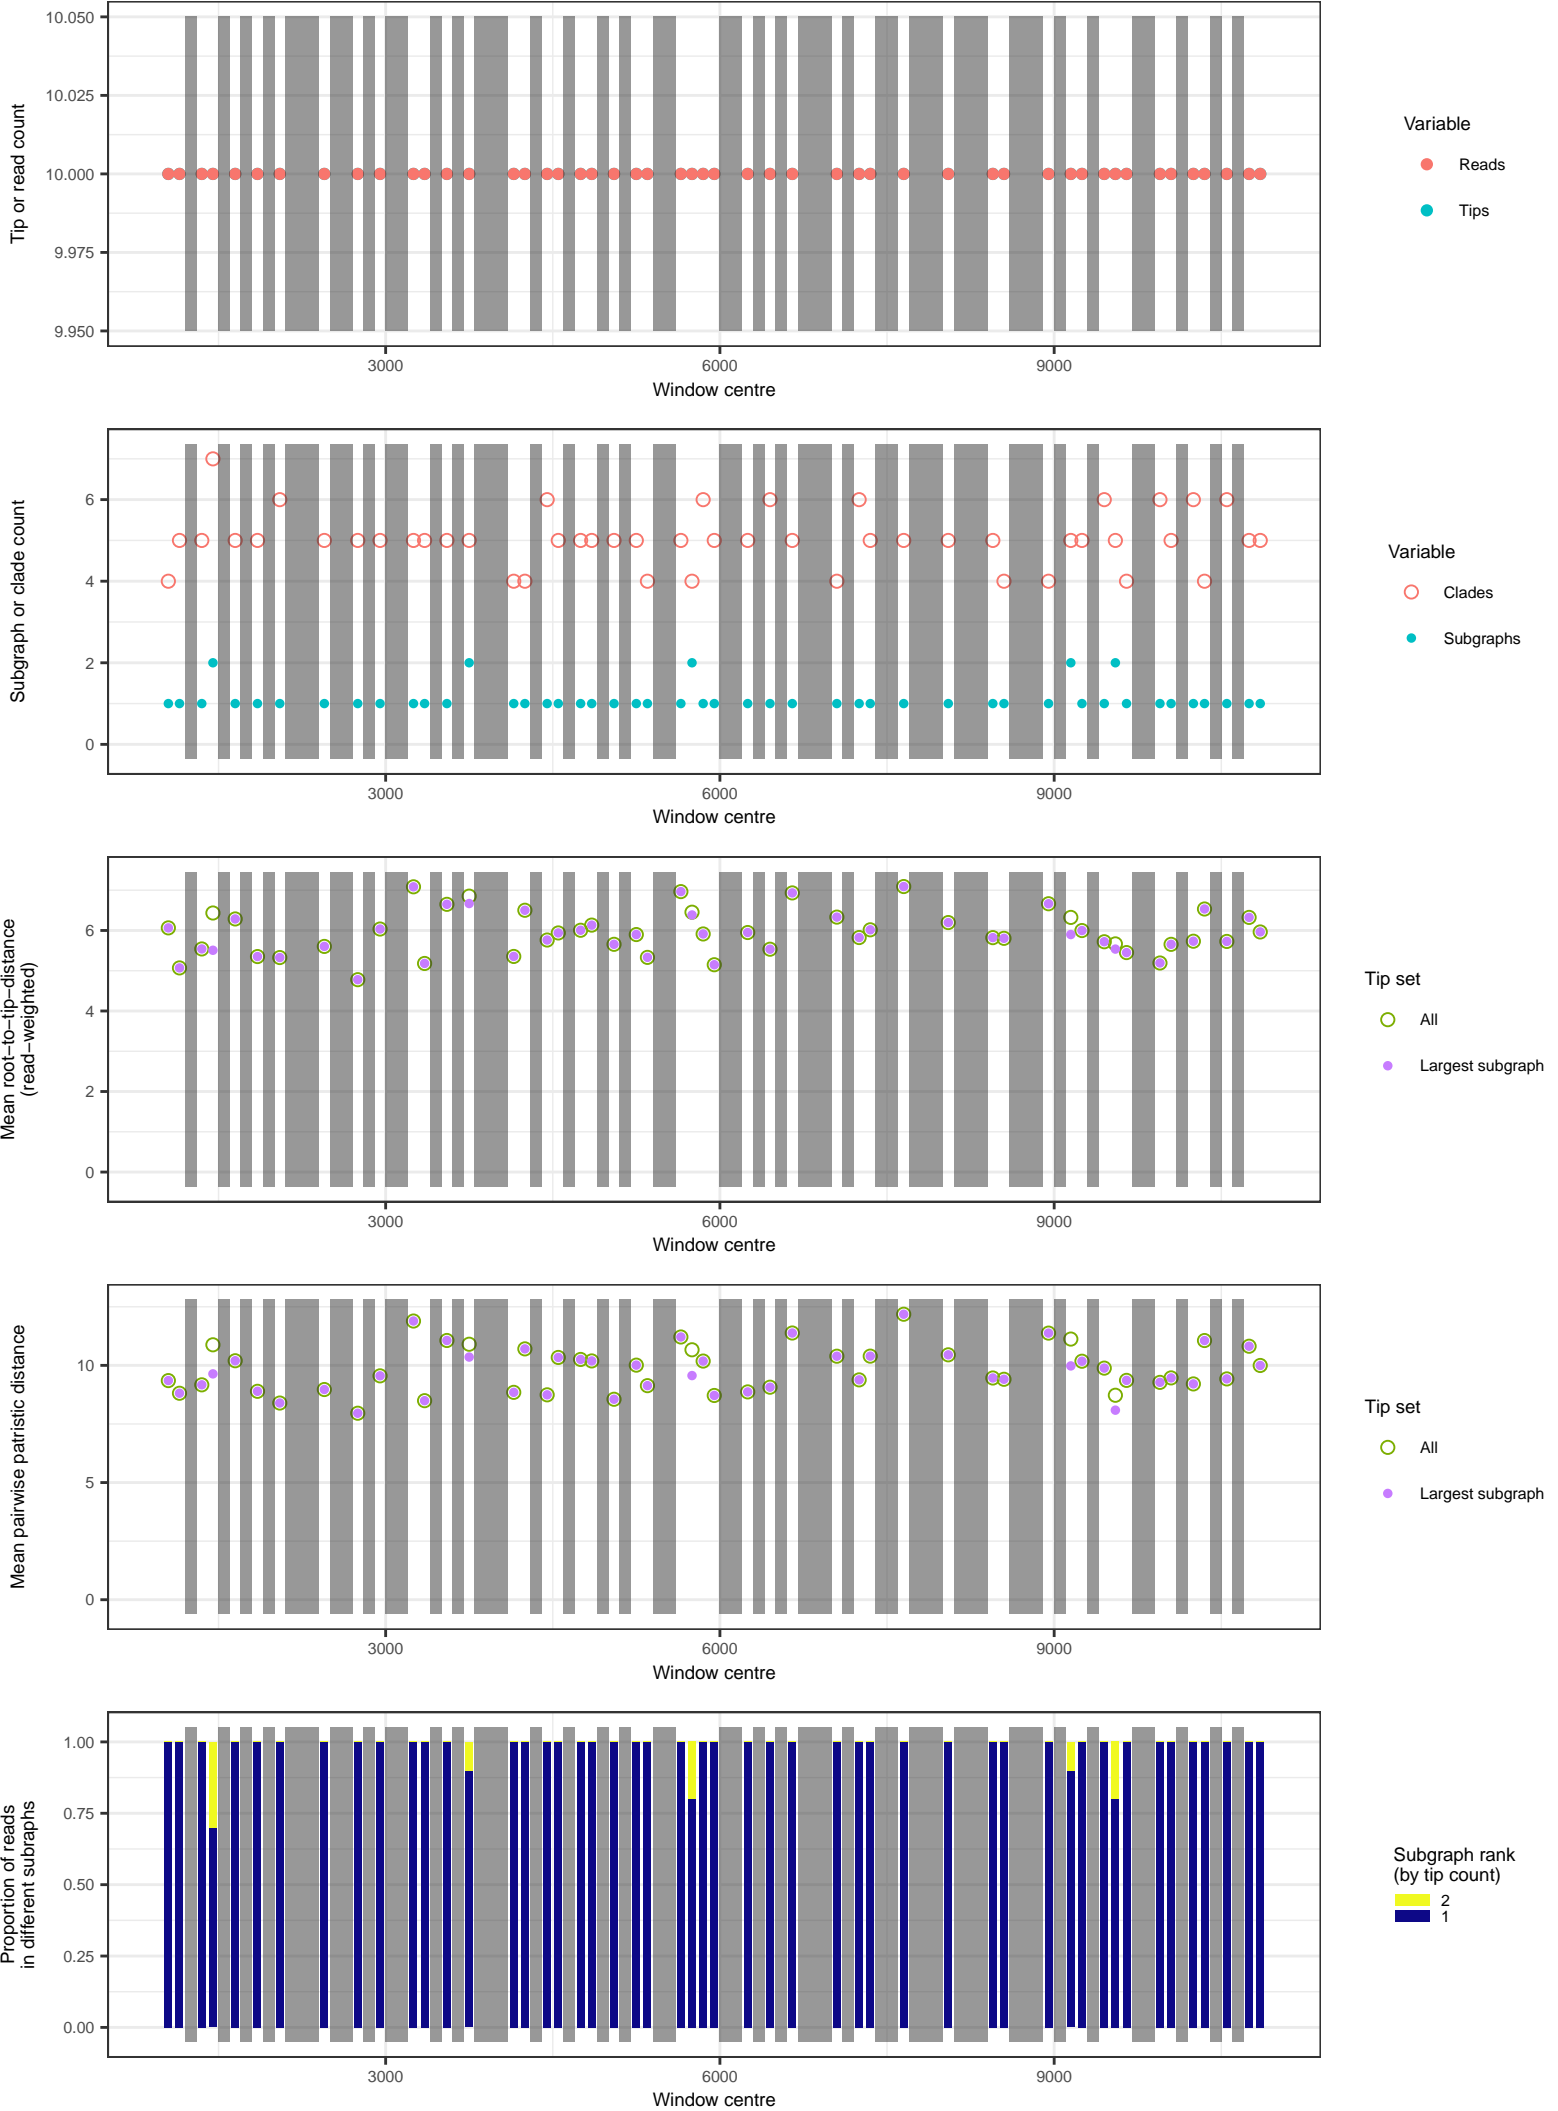 10.050
10.025
10.000
9.975
9.950
Tip or read count
3000
6000
9000
Window centre
Variable
Reads
Tips
6
4
2
0
Subgraph or clade count
3000
6000
9000
Window centre
Variable
Clades
Subgraphs
6
4
2
0
Mean root−to−tip−distance
(read−weighted)
3000
6000
9000
Window centre
Tip set
All
Largest subgraph
10
5
0
Mean pairwise patristic distance
3000
6000
9000
Window centre
Tip set
All
Largest subgraph
1.00
0.75
0.50
0.25
0.00
Proportion of reads
in different subraphs
3000
6000
9000
Window centre
Subgraph rank
(by tip count)
2
1